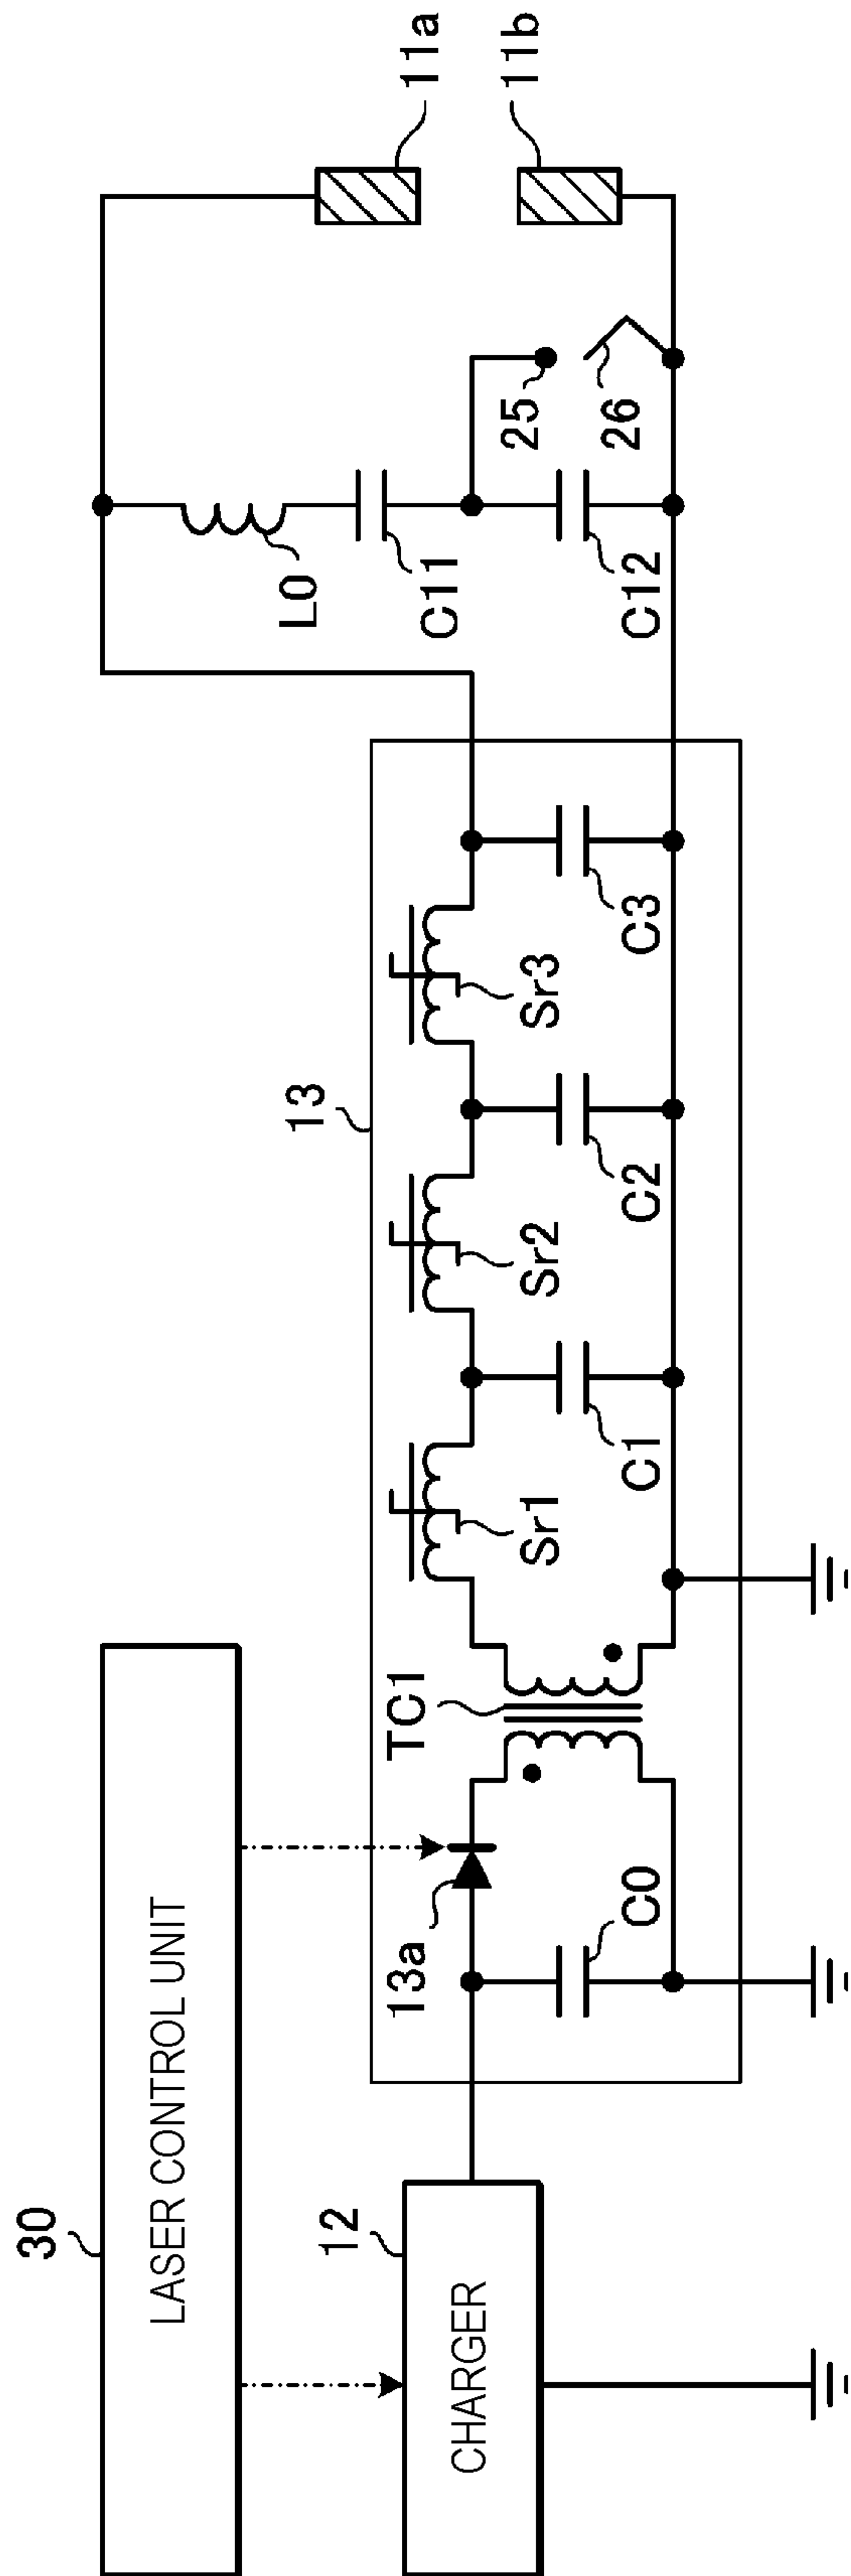 30
LASER CONTROL UNIT
12
CHARGER
13
13a
C0
TC1
Sr1
C1
Sr2
C2
Sr3
C3
L0
C11
C12
25
26
11a
11b